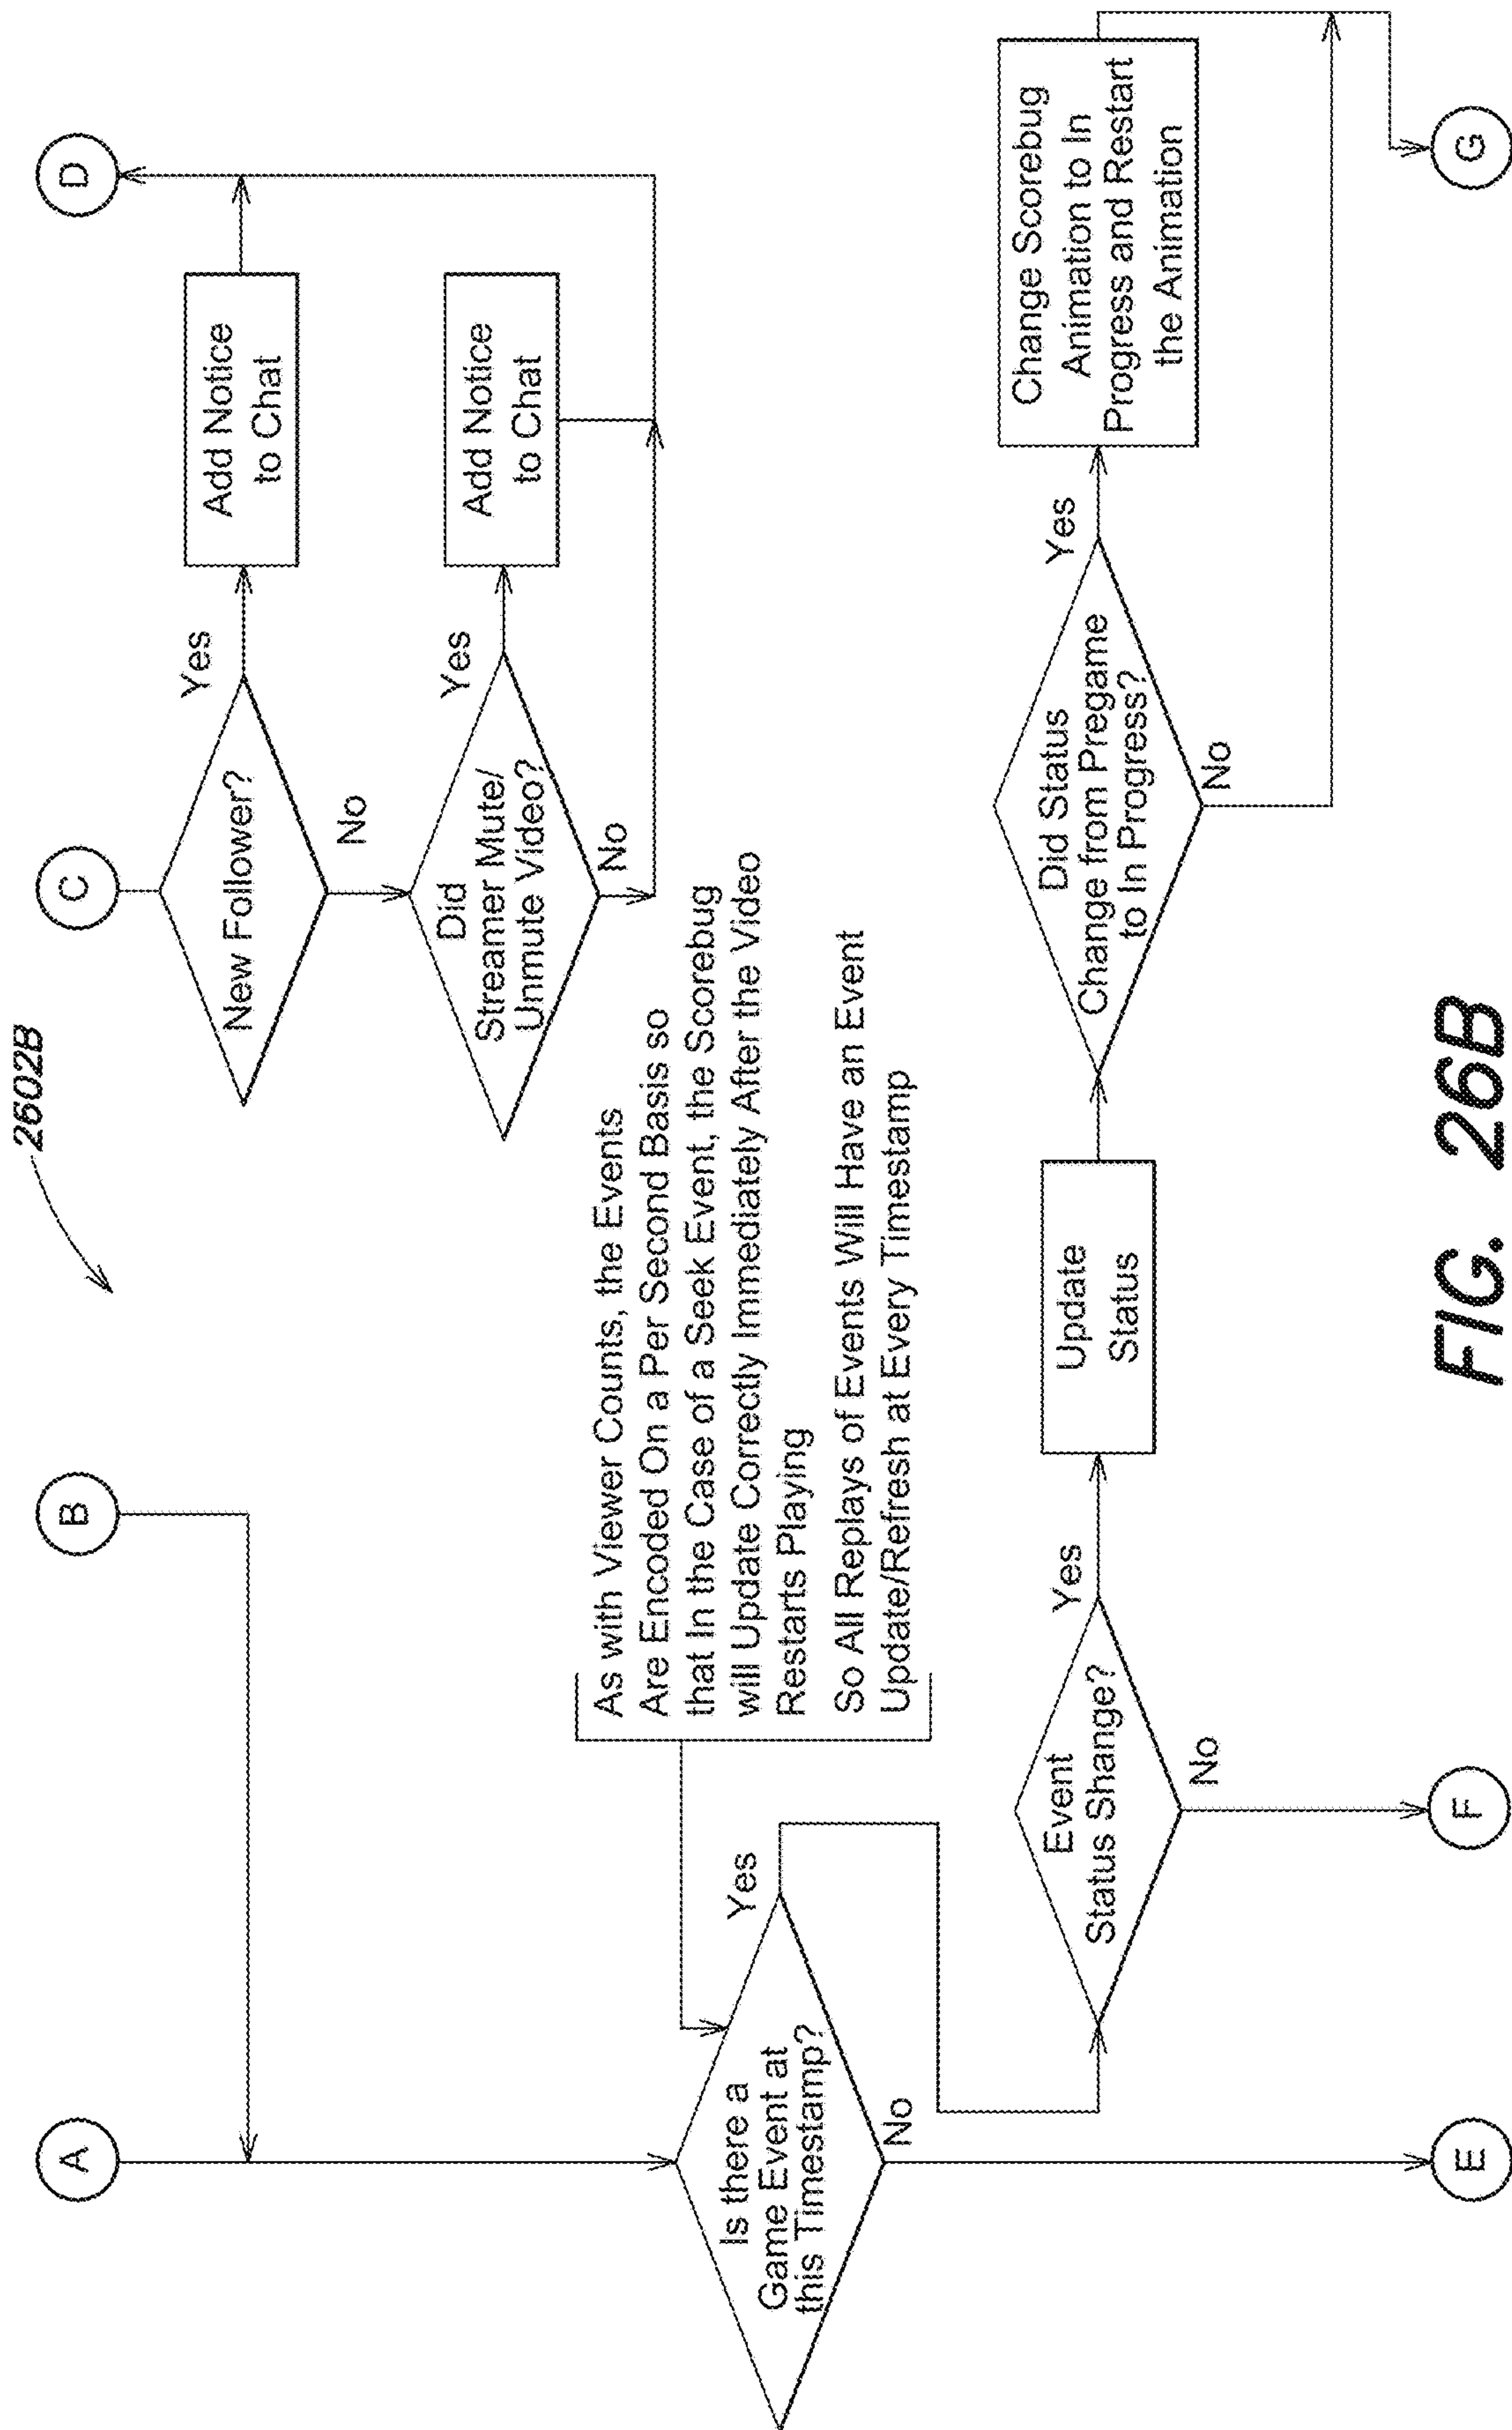 2602B
A
B
C
D
New Follower?
Yes
Add Notice
to Chat
No
Did
Streamer Mute/
Unmute Video?
Yes
Add Notice
to Chat
No
As with Viewer Counts, the Events
Are Encoded On a Per Second Basis so
that In the Case of a Seek Event, the Scorebug
will Update Correctly Immediately After the Video
Restarts Playing
So All Replays of Events Will Have an Event
Update/Refresh at Every Timestamp
Is there a
Game Event at
this Timestamp?
Yes
No
Event
Status Shange?
Yes
No
Update
Status
Did Status
Change from Pregame
to In Progress?
Yes
No
Change Scorebug
Animation to In
Progress and Restart
the Animation
E
F
G
FIG. 26B